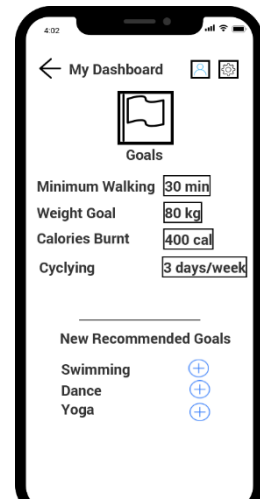 4:02
My Dashboard
Goals
Minimum Walking 30 min
Weight Goal 80 kg
Calories Burnt 400 cal
Cyclying 3 days/week
New Recommended Goals
Swimming
Dance
Yoga